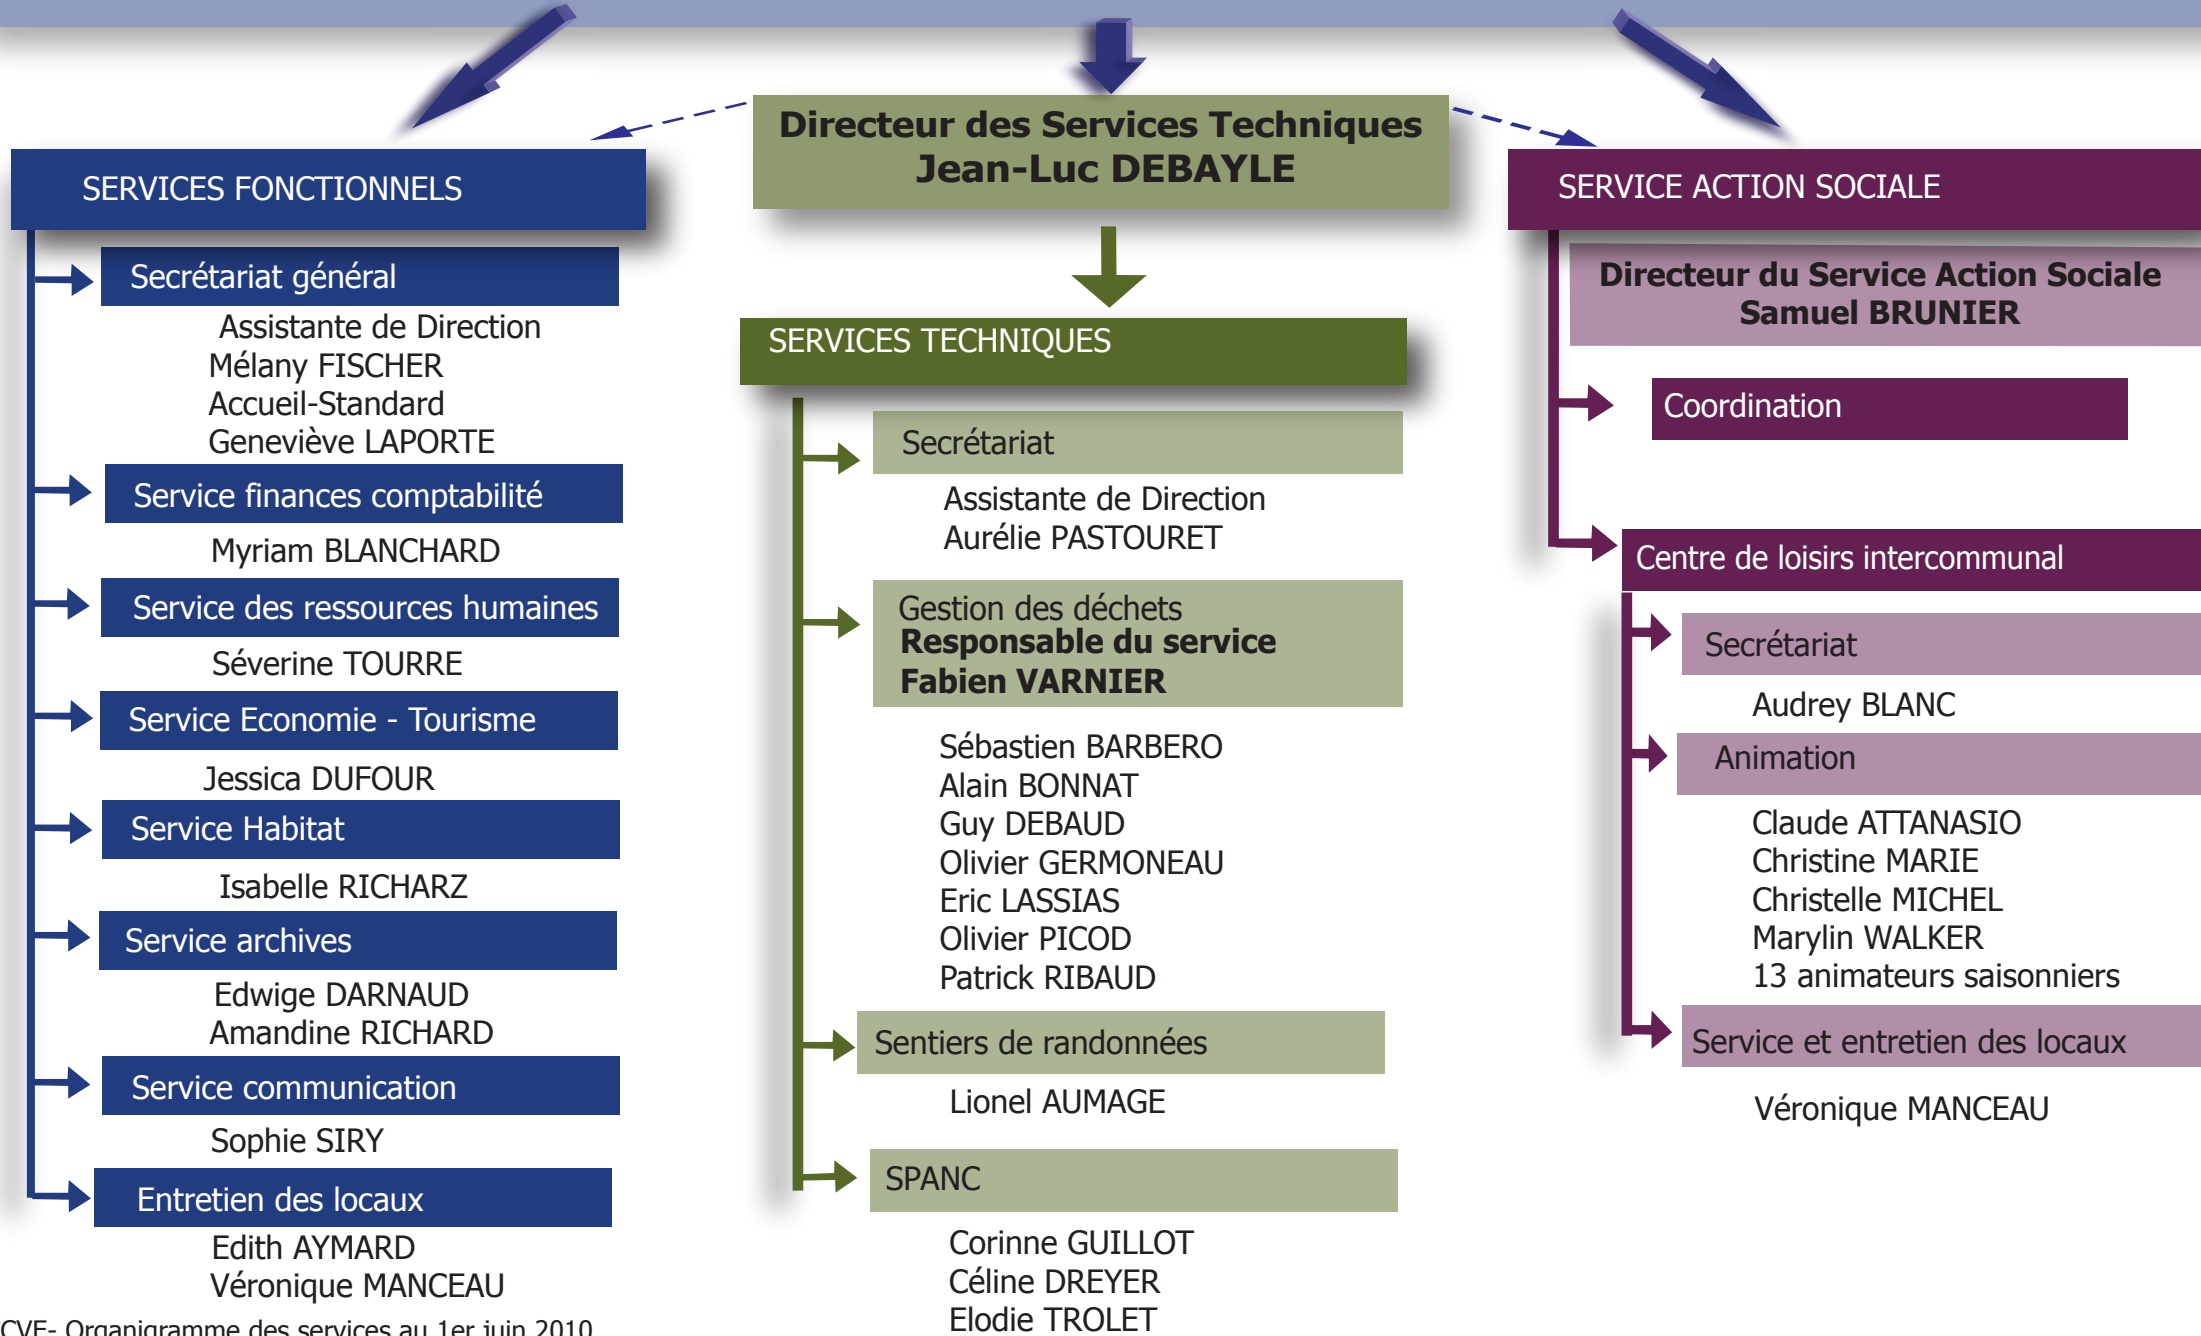 Directeur des Services Techniques
Jean-Luc DEBAYLE
SERVICES FONCTIONNELS
Secrétariat général
Assistante de Direction
Mélany FISCHER
Accueil-Standard
Geneviève LAPORTE
Service finances comptabilité
Myriam BLANCHARD
Service des ressources humaines
Séverine TOURRE
Service Economie - Tourisme
Jessica DUFOUR
Service Habitat
Isabelle RICHARZ
Service archives
Edwige DARNAUD
Amandine RICHARD
Service communication
Sophie SIRY
Entretien des locaux
Edith AYMARD
Véronique MANCEAU
SERVICES TECHNIQUES
Secrétariat
Assistante de Direction
Aurélie PASTOURET
Gestion des déchets
Responsable du service
Fabien VARNIER
Sébastien BARBERO
Alain BONNAT
Guy DEBAUD
Olivier GERMONEAU
Eric LASSIAS
Olivier PICOD
Patrick RIBAUD
Sentiers de randonnées
Lionel AUMAGE
SPANC
Corinne GUILLOT
Céline DREYER
Elodie TROLET
SERVICE ACTION SOCIALE
Directeur du Service Action Sociale
Samuel BRUNIER
Coordination
Centre de loisirs intercommunal
Secrétariat
Audrey BLANC
Animation
Claude ATTANASIO
Christine MARIE
Christelle MICHEL
Marylin WALKER
13 animateurs saisonniers
Service et entretien des locaux
Véronique MANCEAU
CVE- Organigramme des services au 1er juin 2010